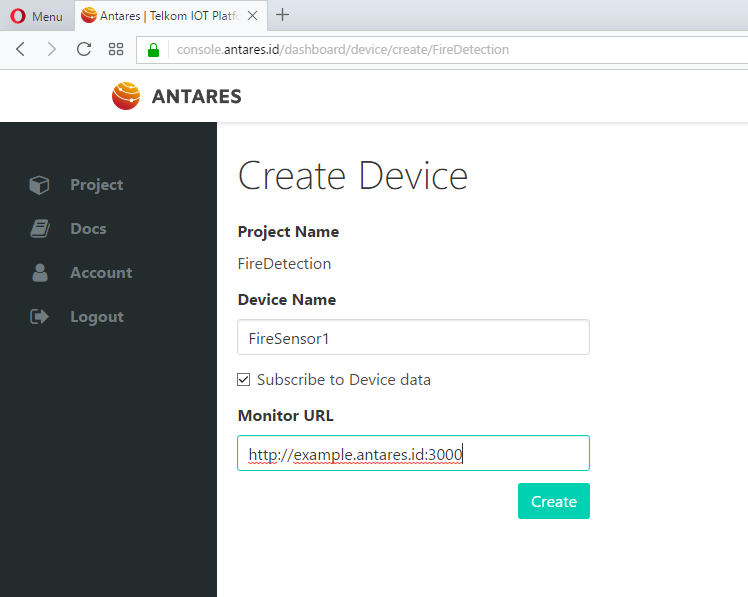 Menu
Antares | Telkom IOT Platfo
console.antares.id/dashboard/device/create/FireDetection
ANTARES
Project
Docs
Account
Logout
Create Device
Project Name
FireDetection
Device Name
FireSensor1
Subscribe to Device data
Monitor URL
http://example.antares.id:3000
Create